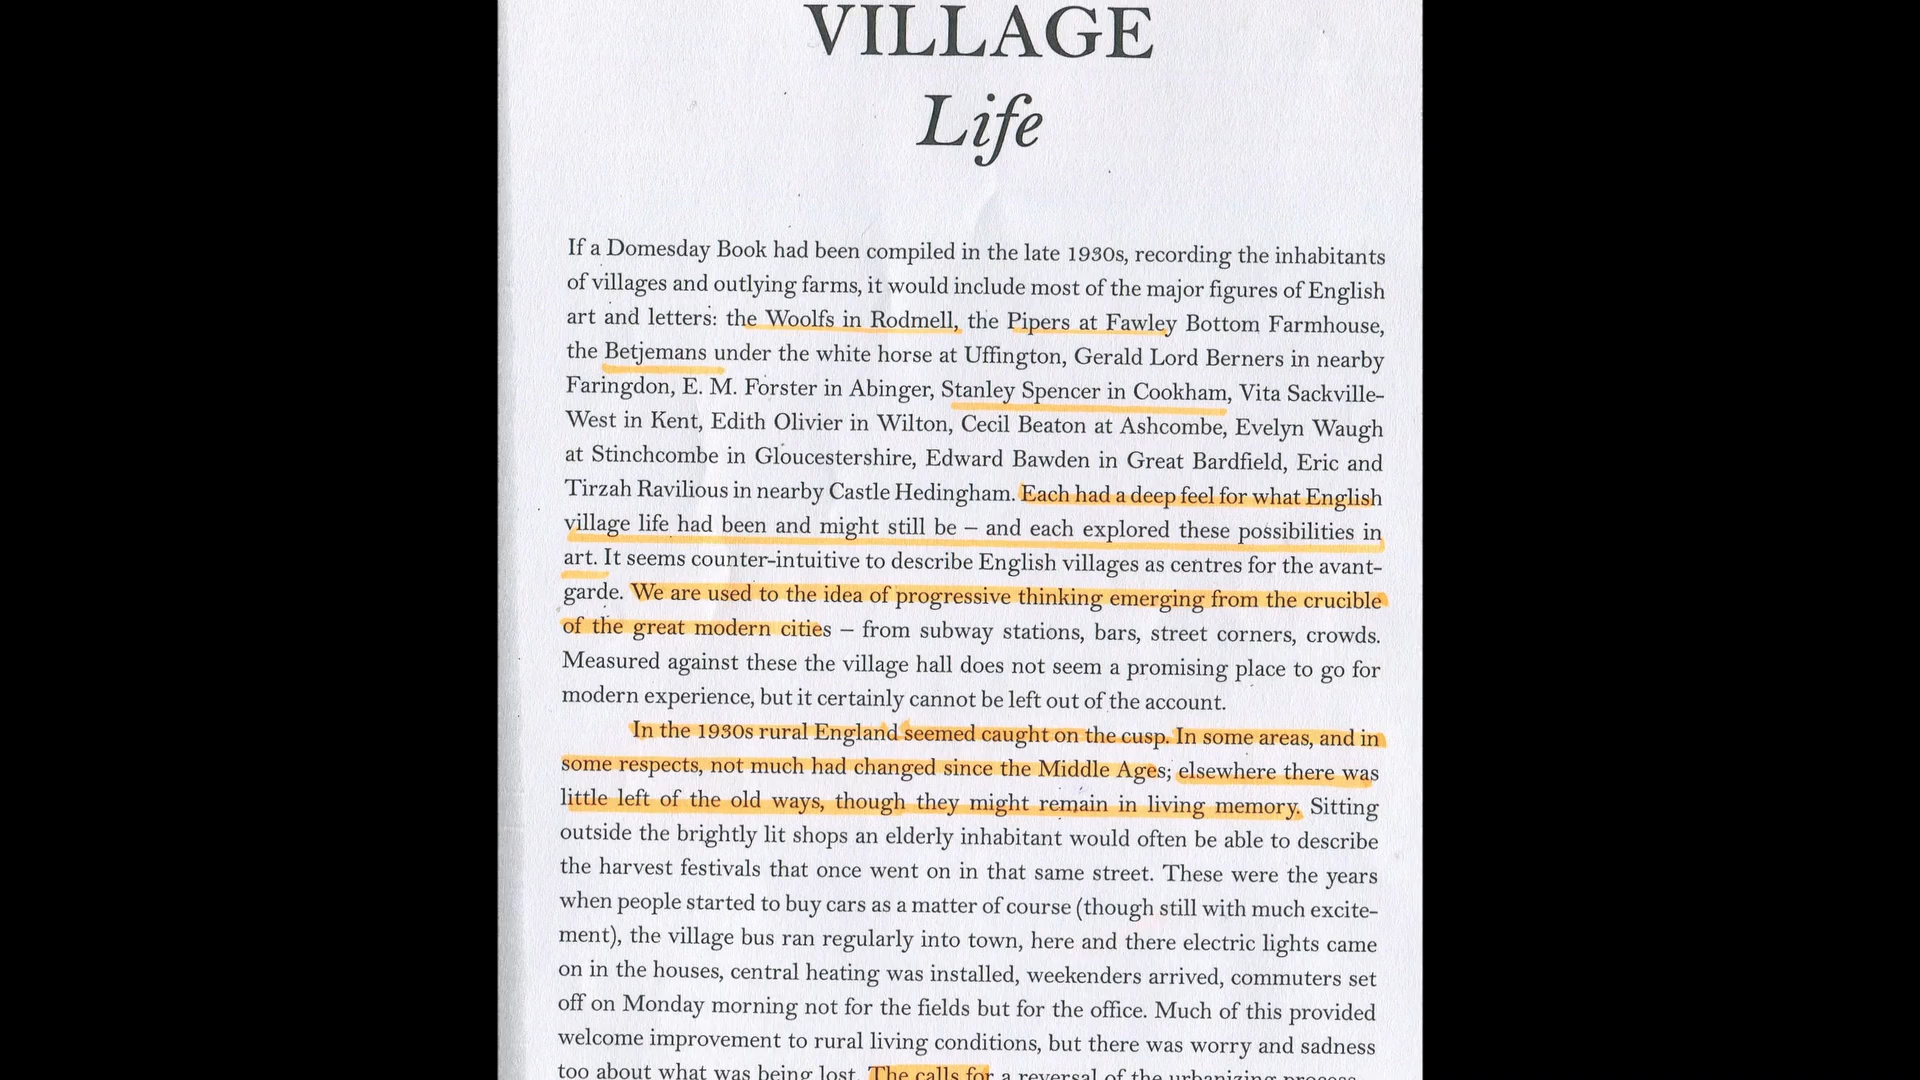 VILLAGE
Life
If a Domesday Book had been compiled in the late 1930s, recording the inhabitants
of villages and outlying farms, it would include most of the major figures of English
art and letters: the Woolfs in Rodmell, the Pipers at Fawley Bottom Farmhouse,
the Betjemans under the white horse at Uffington, Gerald Lord Berners in nearby
Faringdon, E. M. Forster in Abinger, Stanley Spencer in Cookham, Vita Sackville-
West in Kent, Edith Olivier in Wilton, Cecil Beaton at Ashcombe, Evelyn Waugh
at Stinchcombe in Gloucestershire, Edward Bawden in Great Bardfield, Eric and
Tirzah Ravilious in nearby Castle Hedingham. Each had a deep feel for what English
village life had been and might still be – and each explored these possibilities in
art. It seems counter-intuitive to describe English villages as centres for the avant-
garde. We are used to the idea of progressive thinking emerging from the crucible
of the great modern cities – from subway stations, bars, street corners, crowds.
Measured against these the village hall does not seem a promising place to go for
modern experience, but it certainly cannot be left out of the account.
In the 1930s rural England seemed caught on the cusp. In some areas, and in
some respects, not much had changed since the Middle Ages; elsewhere there was
little left of the old ways, though they might remain in living memory. Sitting
outside the brightly lit shops an elderly inhabitant would often be able to describe
the harvest festivals that once went on in that same street. These were the years
when people started to buy cars as a matter of course (though still with much excite-
ment), the village bus ran regularly into town, here and there electric lights came
on in the houses, central heating was installed, weekenders arrived, commuters set
off on Monday morning not for the fields but for the office. Much of this provided
welcome improvement to rural living conditions, but there was worry and sadness
too about what was being lost. The calls for a reversal of the urbanizing process